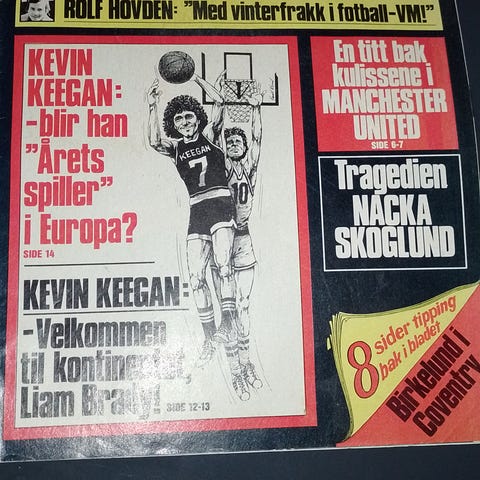 ROLF HOVDEN: "Med vinterfrakk i fotball-VM!"
KEVIN
KEEGAN:
-blir han
"Årets
spiller"
i Europa?
SIDE 14
KEEGAN
7
10
KEVIN KEEGAN:
-Velkommen
til kontinentet,
Liam Brady!
SIDE 12-13
En titt bak
kulissene i
MANCHESTER
UNITED
SIDE 6-7
Tragedien
NACKA
SKOGLUND
8 sider tipping
bak i bladet
Birkelund i
Coventry